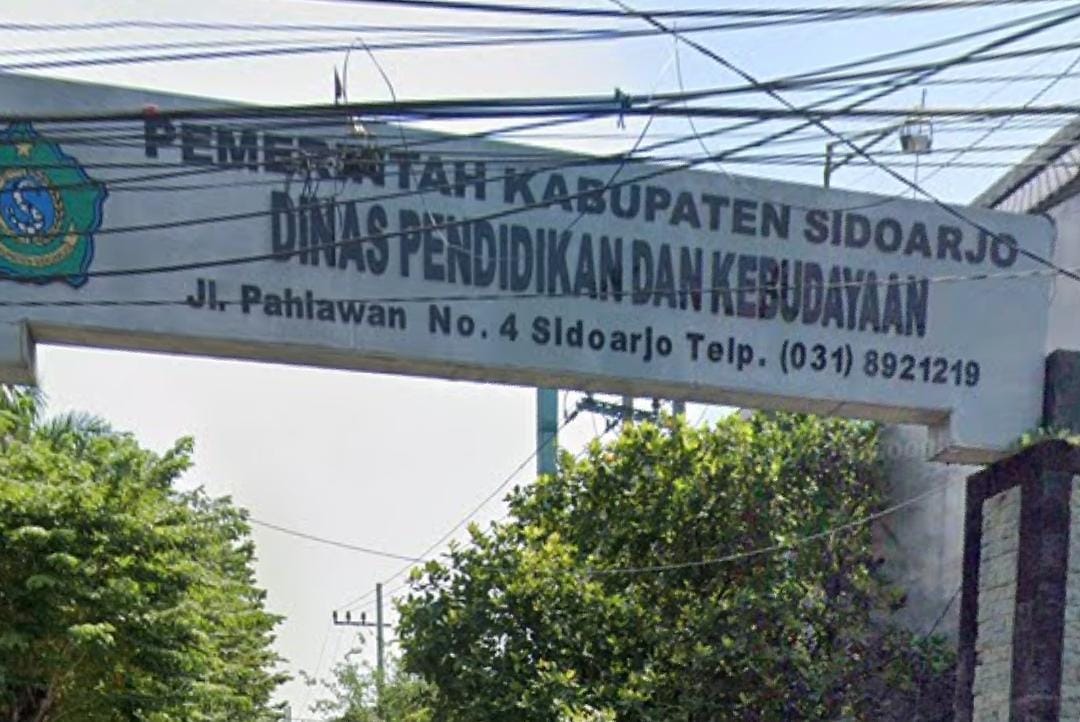 PEMERINTAH KABUPATEN SIDOARJO
DINAS PENDIDIKAN DAN KEBUDAYAAN
Jl. Pahlawan No. 4 Sidoarjo Telp. (031) 8921219